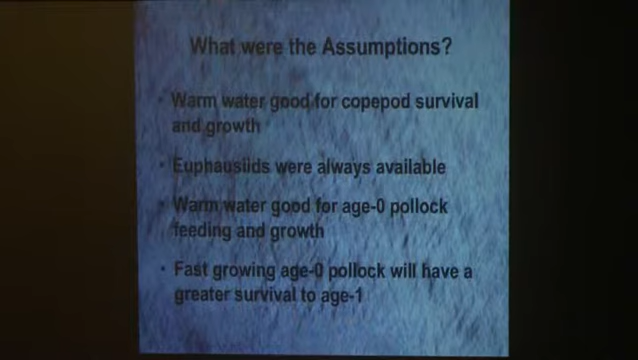 What were the Assumptions?
• Warm water good for copepod survival
and growth
• Euphausiids were always available
• Warm water good for age-0 pollock
feeding and growth
• Fast growing age-0 pollock will have a
greater survival to age-1